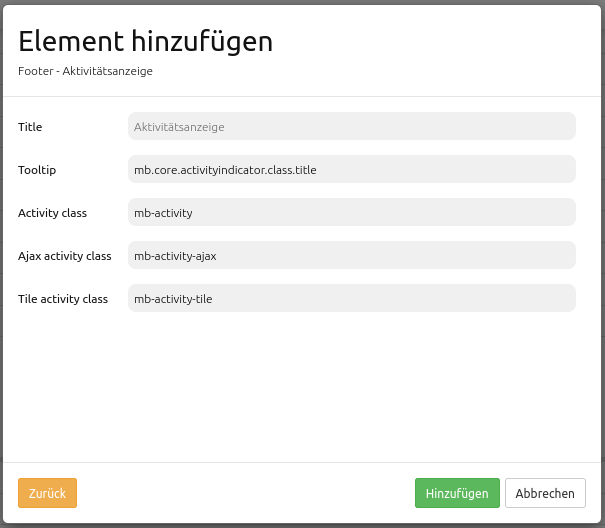 Element hinzufügen
Footer - Aktivitätsanzeige
Title
Aktivitätsanzeige
Tooltip
mb.core.activityindicator.class.title
Activity class
mb-activity
Ajax activity class
mb-activity-ajax
Tile activity class
mb-activity-tile
Zurück
Hinzufügen
Abbrechen